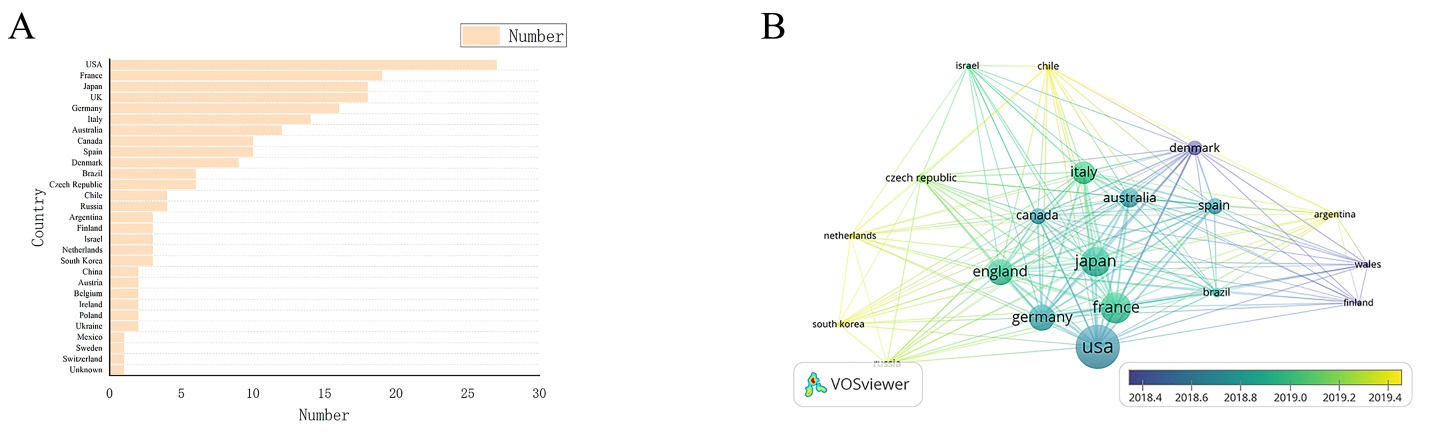 A
Number
USA
France
Japan
UK
Germany
Italy
Australia
Canada
Spain
Denmark
Brazil
Czech Republic
Chile
Russia
Argentina
Finland
Israel
Netherlands
South Korea
China
Austria
Belgium
Ireland
Poland
Ukraine
Mexico
Sweden
Switzerland
Unknown
Country
0 5 10 15 20 25 30
Number
B
israel
chile
denmark
italy
czech republic
australia
spain
canada
argentina
netherlands
japan
wales
england
brazil
finland
france
germany
south korea
usa
russia
VOSviewer
2018.4 2018.6 2018.8 2019.0 2019.2 2019.4